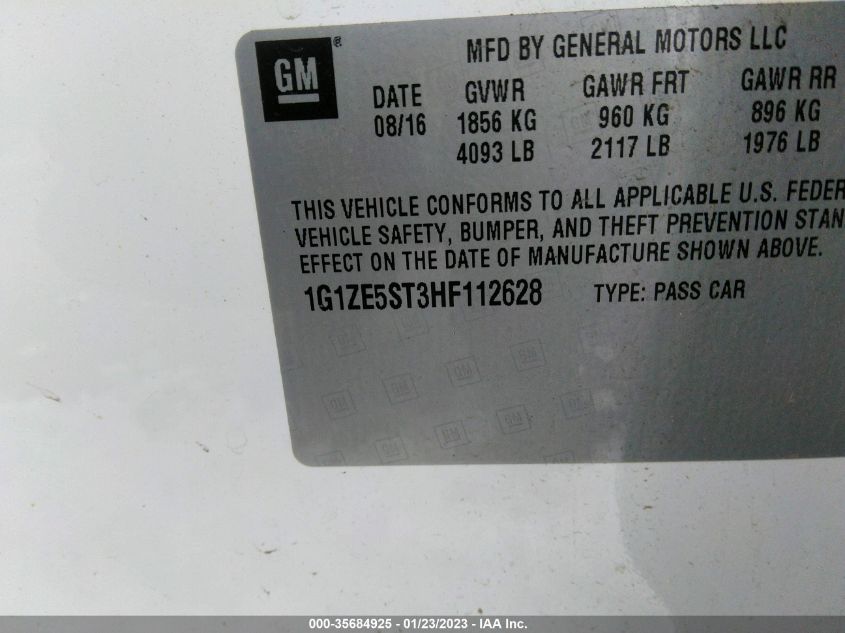 GM®
MFD BY GENERAL MOTORS LLC
DATE GVWR GAWR FRT GAWR RR
08/16 1856 KG 960 KG 896 KG
4093 LB 2117 LB 1976 LB
THIS VEHICLE CONFORMS TO ALL APPLICABLE U.S. FEDER
VEHICLE SAFETY, BUMPER, AND THEFT PREVENTION STAN
EFFECT ON THE DATE OF MANUFACTURE SHOWN ABOVE.
1G1ZE5ST3HF112628 TYPE: PASS CAR
000-35684925 - 01/23/2023 - IAA Inc.